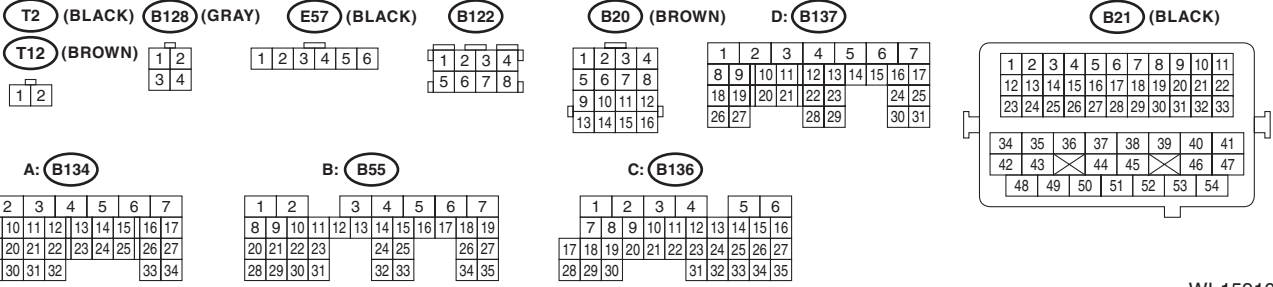 T2 (BLACK) B128 (GRAY) E57 (BLACK) B122 B20 (BROWN) D: B137 B21 (BLACK)
T12 (BROWN)
1 2
1 2
3 4
1 2 3 4 5 6
1 2 3 4
5 6 7 8
1 2 3 4
5 6 7 8
9 10 11 12
13 14 15 16
1 2 3 4 5 6 7
8 9 10 11 12 13 14 15 16 17
18 19 20 21 22 23 24 25
26 27 28 29 30 31
1 2 3 4 5 6 7 8 9 10 11
12 13 14 15 16 17 18 19 20 21 22
23 24 25 26 27 28 29 30 31 32 33
34 35 36 37 38 39 40 41
42 43 44 45 46 47
48 49 50 51 52 53 54
A: B134
2 3 4 5 6 7
10 11 12 13 14 15 16 17
20 21 22 23 24 25 26 27
30 31 32 33 34
B: B55
1 2 3 4 5 6 7
8 9 10 11 12 13 14 15 16 17 18 19
20 21 22 23 24 25 26 27
28 29 30 31 32 33 34 35
C: B136
1 2 3 4 5 6
7 8 9 10 11 12 13 14 15 16
17 18 19 20 21 22 23 24 25 26 27
28 29 30 31 32 33 34 35